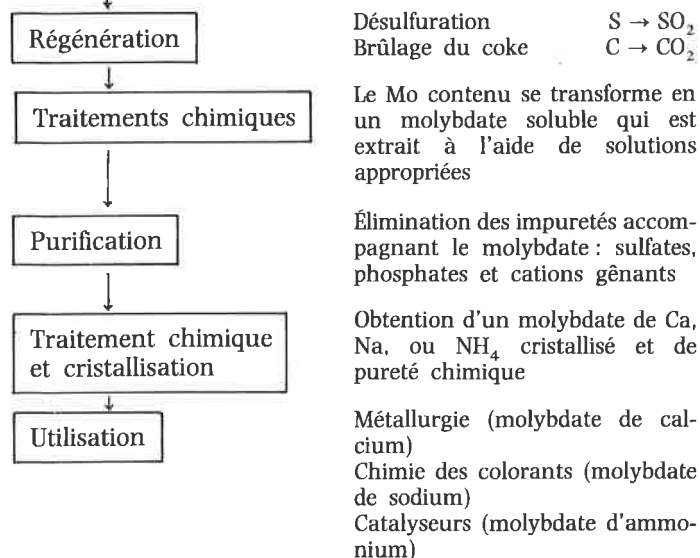 Régénération
Désulfuration S → SO₂
Brûlage du coke C → CO₂
Traitements chimiques
Le Mo contenu se transforme en
un molybdate soluble qui est
extrait à l'aide de solutions
appropriées
Purification
Élimination des impuretés accom-
pagnant le molybdate : sulfates,
phosphates et cations gênants
Traitement chimique
et cristallisation
Obtention d'un molybdate de Ca,
Na, ou NH₄ cristallisé et de
pureté chimique
Utilisation
Métallurgie (molybdate de cal-
cium)
Chimie des colorants (molybdate
de sodium)
Catalyseurs (molybdate d'ammo-
nium)